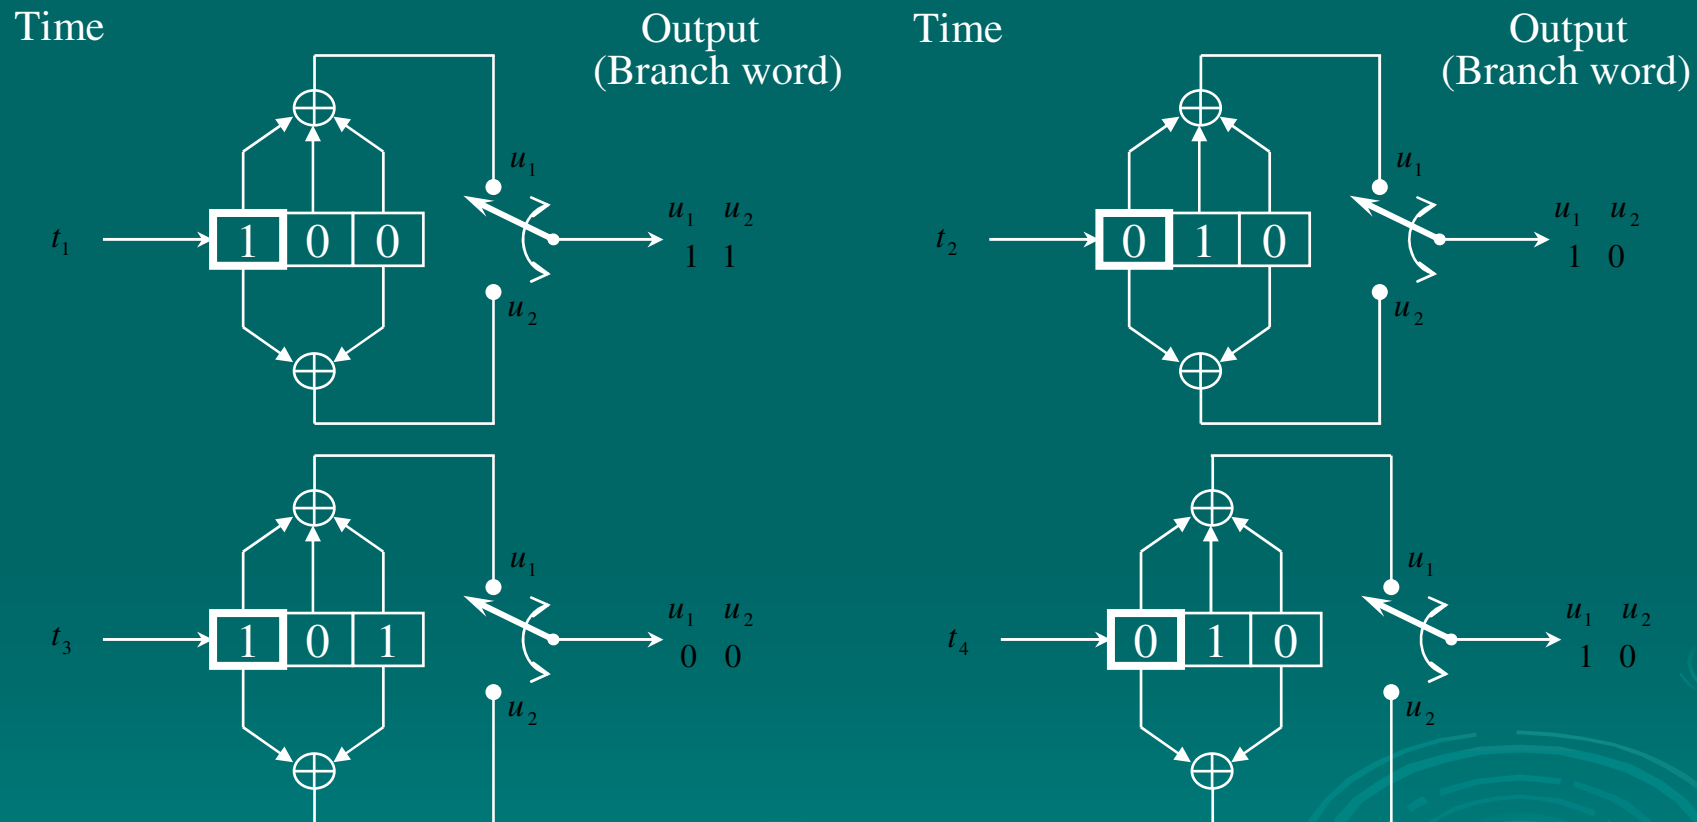 Time Output Time Output
(Branch word) (Branch word)
u₁ u₁
u₁ u₂ u₁ u₂
t₁ 1 0 0 t₂ 0 1 0
1 1 1 0
u₂ u₂
u₁ u₁
u₁ u₂ u₁ u₂
t₃ 1 0 1 t₄ 0 1 0
0 0 1 0
u₂ u₂